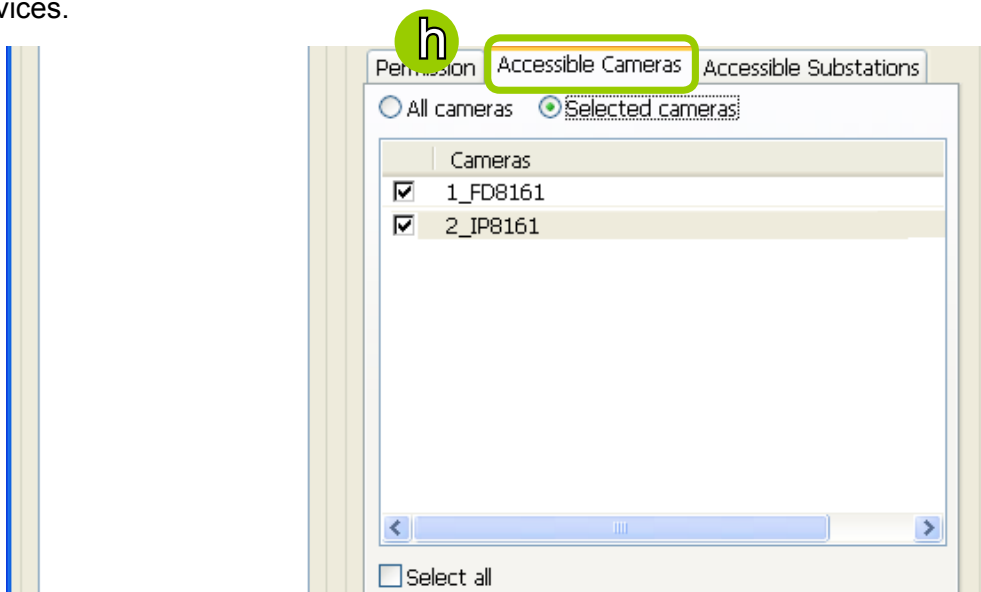 vices.
h
Permission Accessible Cameras Accessible Substations
All cameras Selected cameras
Cameras
1_FD8161
2_IP8161
Select all